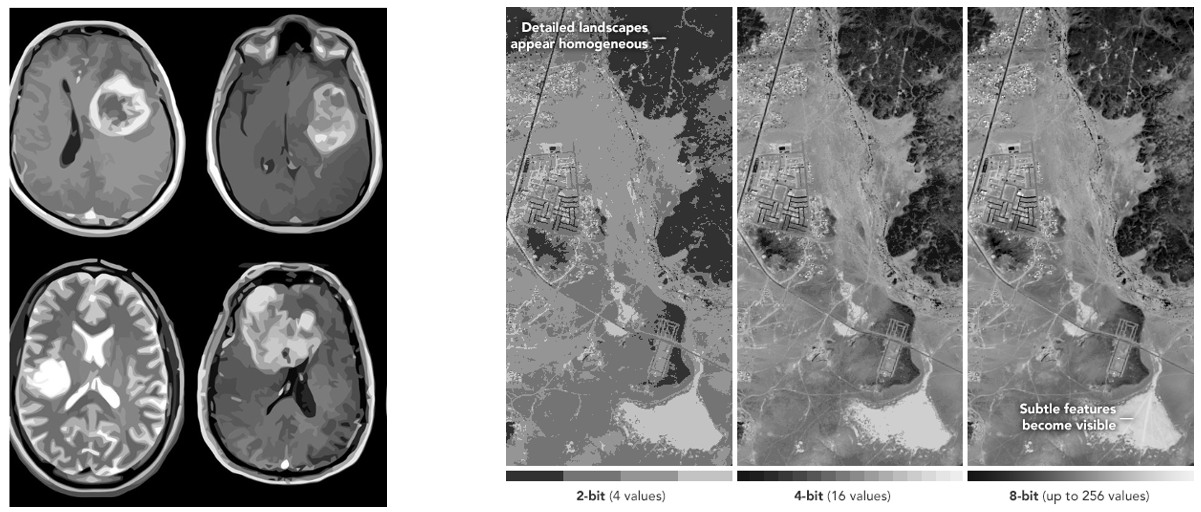 Detailed landscapes
appear homogeneous
Subtle features
become visible
2-bit (4 values)
4-bit (16 values)
8-bit (up to 256 values)